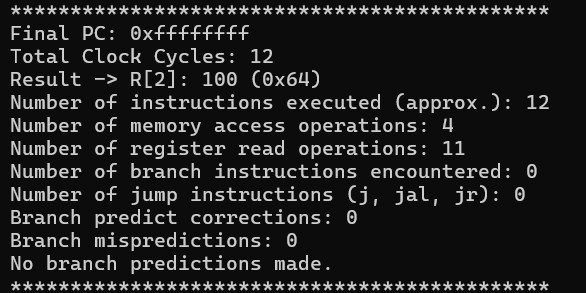 *********************************************
Final PC: 0xffffffff
Total Clock Cycles: 12
Result -> R[2]: 100 (0x64)
Number of instructions executed (approx.): 12
Number of memory access operations: 4
Number of register read operations: 11
Number of branch instructions encountered: 0
Number of jump instructions (j, jal, jr): 0
Branch predict corrections: 0
Branch mispredictions: 0
No branch predictions made.
*********************************************